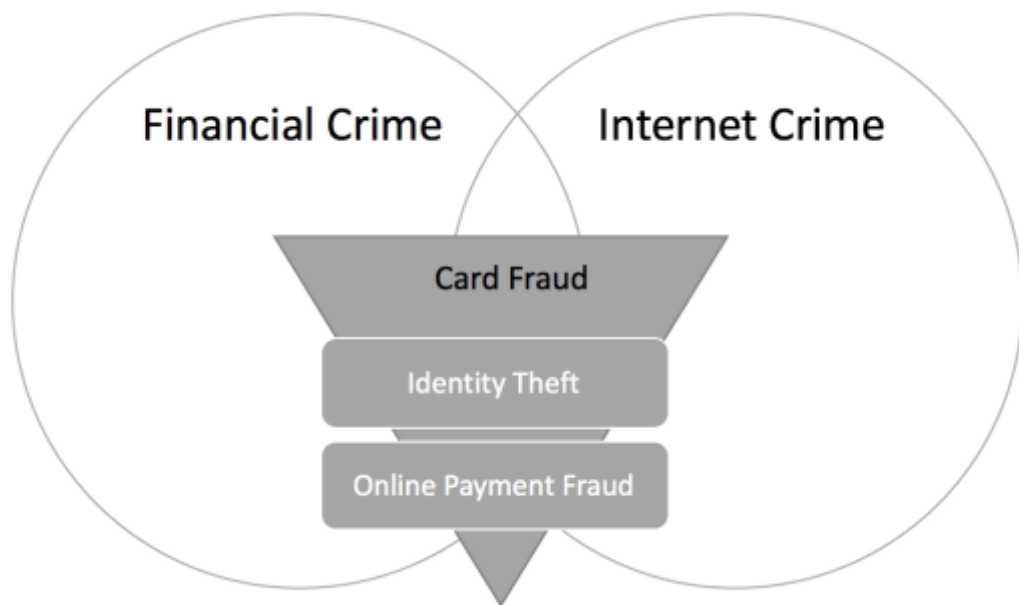 Financial Crime
Internet Crime
Card Fraud
Identity Theft
Online Payment Fraud